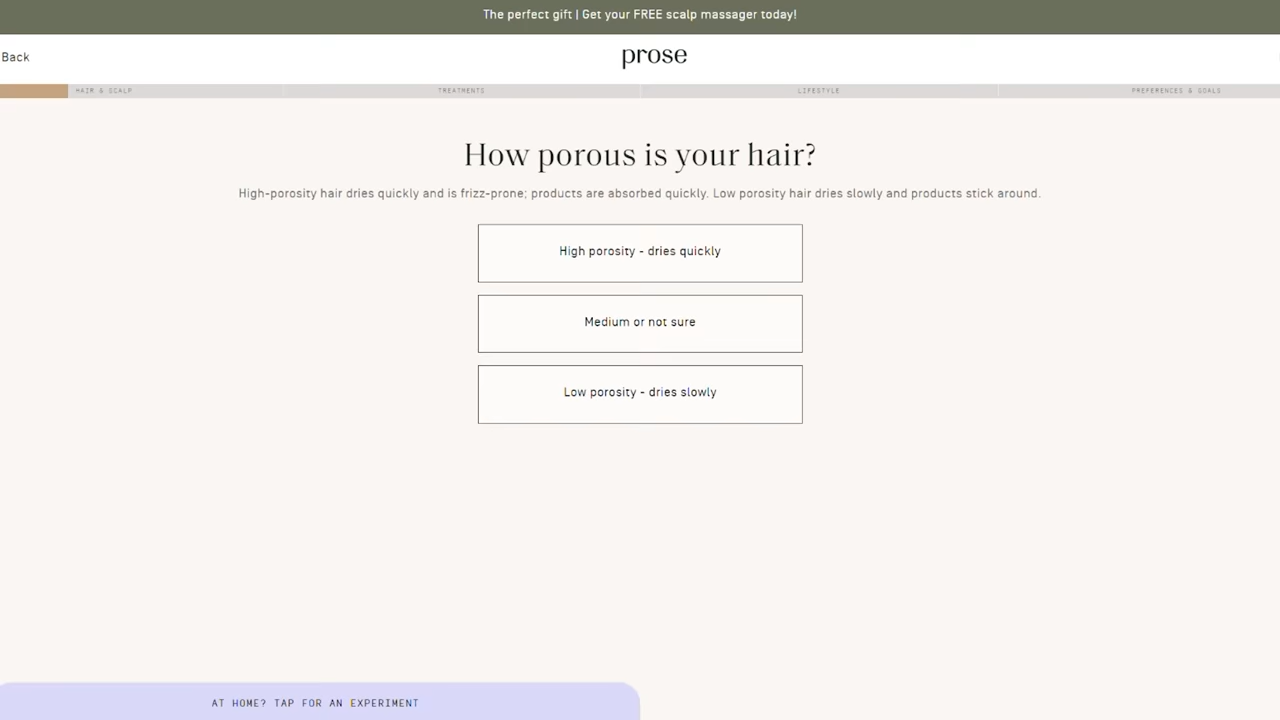 The perfect gift | Get your FREE scalp massager today!
Back
prose
HAIR & SCALP
TREATMENTS
LIFESTYLE
PREFERENCES & GOALS
How porous is your hair?
High-porosity hair dries quickly and is frizz-prone; products are absorbed quickly. Low porosity hair dries slowly and products stick around.
High porosity - dries quickly
Medium or not sure
Low porosity - dries slowly
AT HOME? TAP FOR AN EXPERIMENT